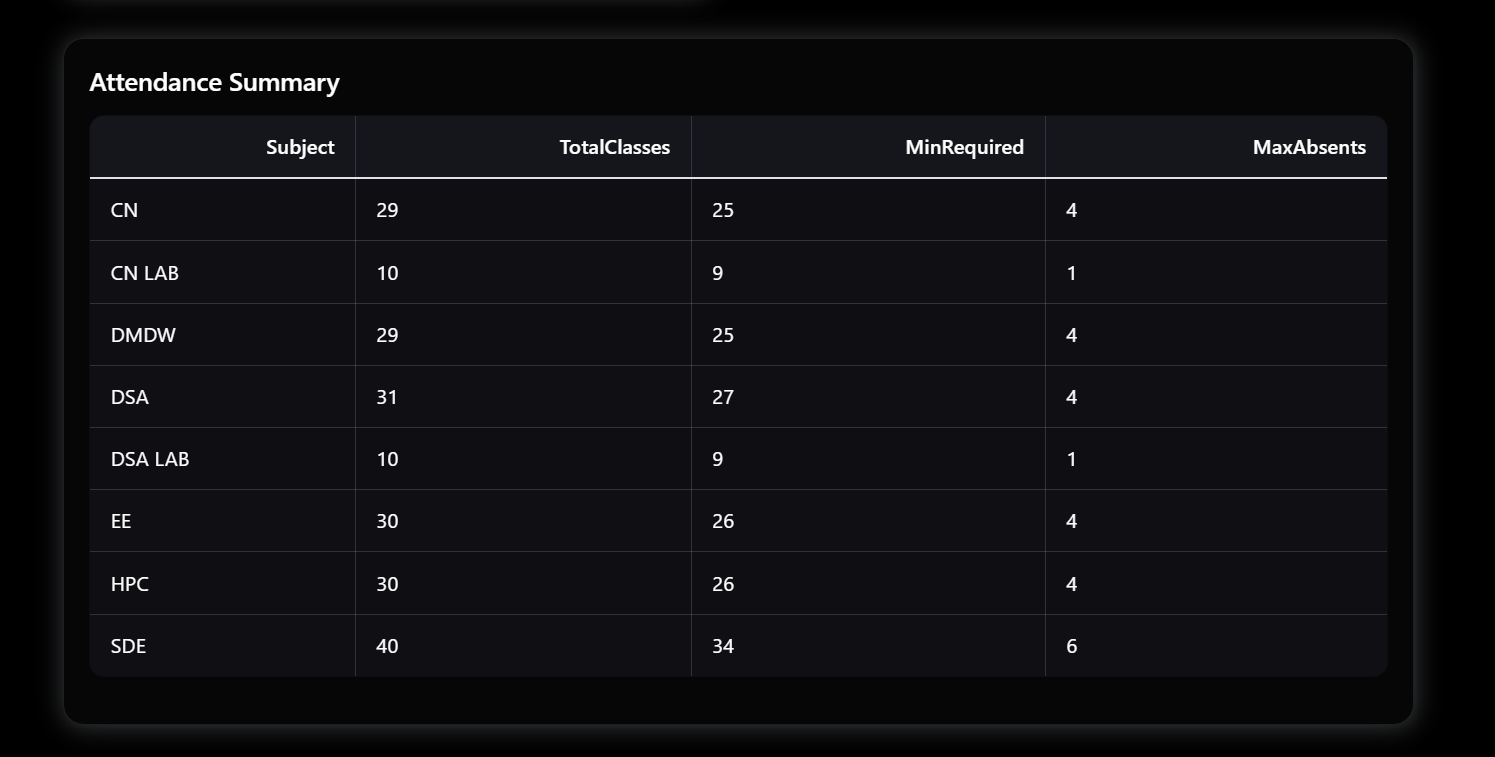 Attendance Summary
Subject TotalClasses MinRequired MaxAbsents
CN 29 25 4
CN LAB 10 9 1
DMDW 29 25 4
DSA 31 27 4
DSA LAB 10 9 1
EE 30 26 4
HPC 30 26 4
SDE 40 34 6